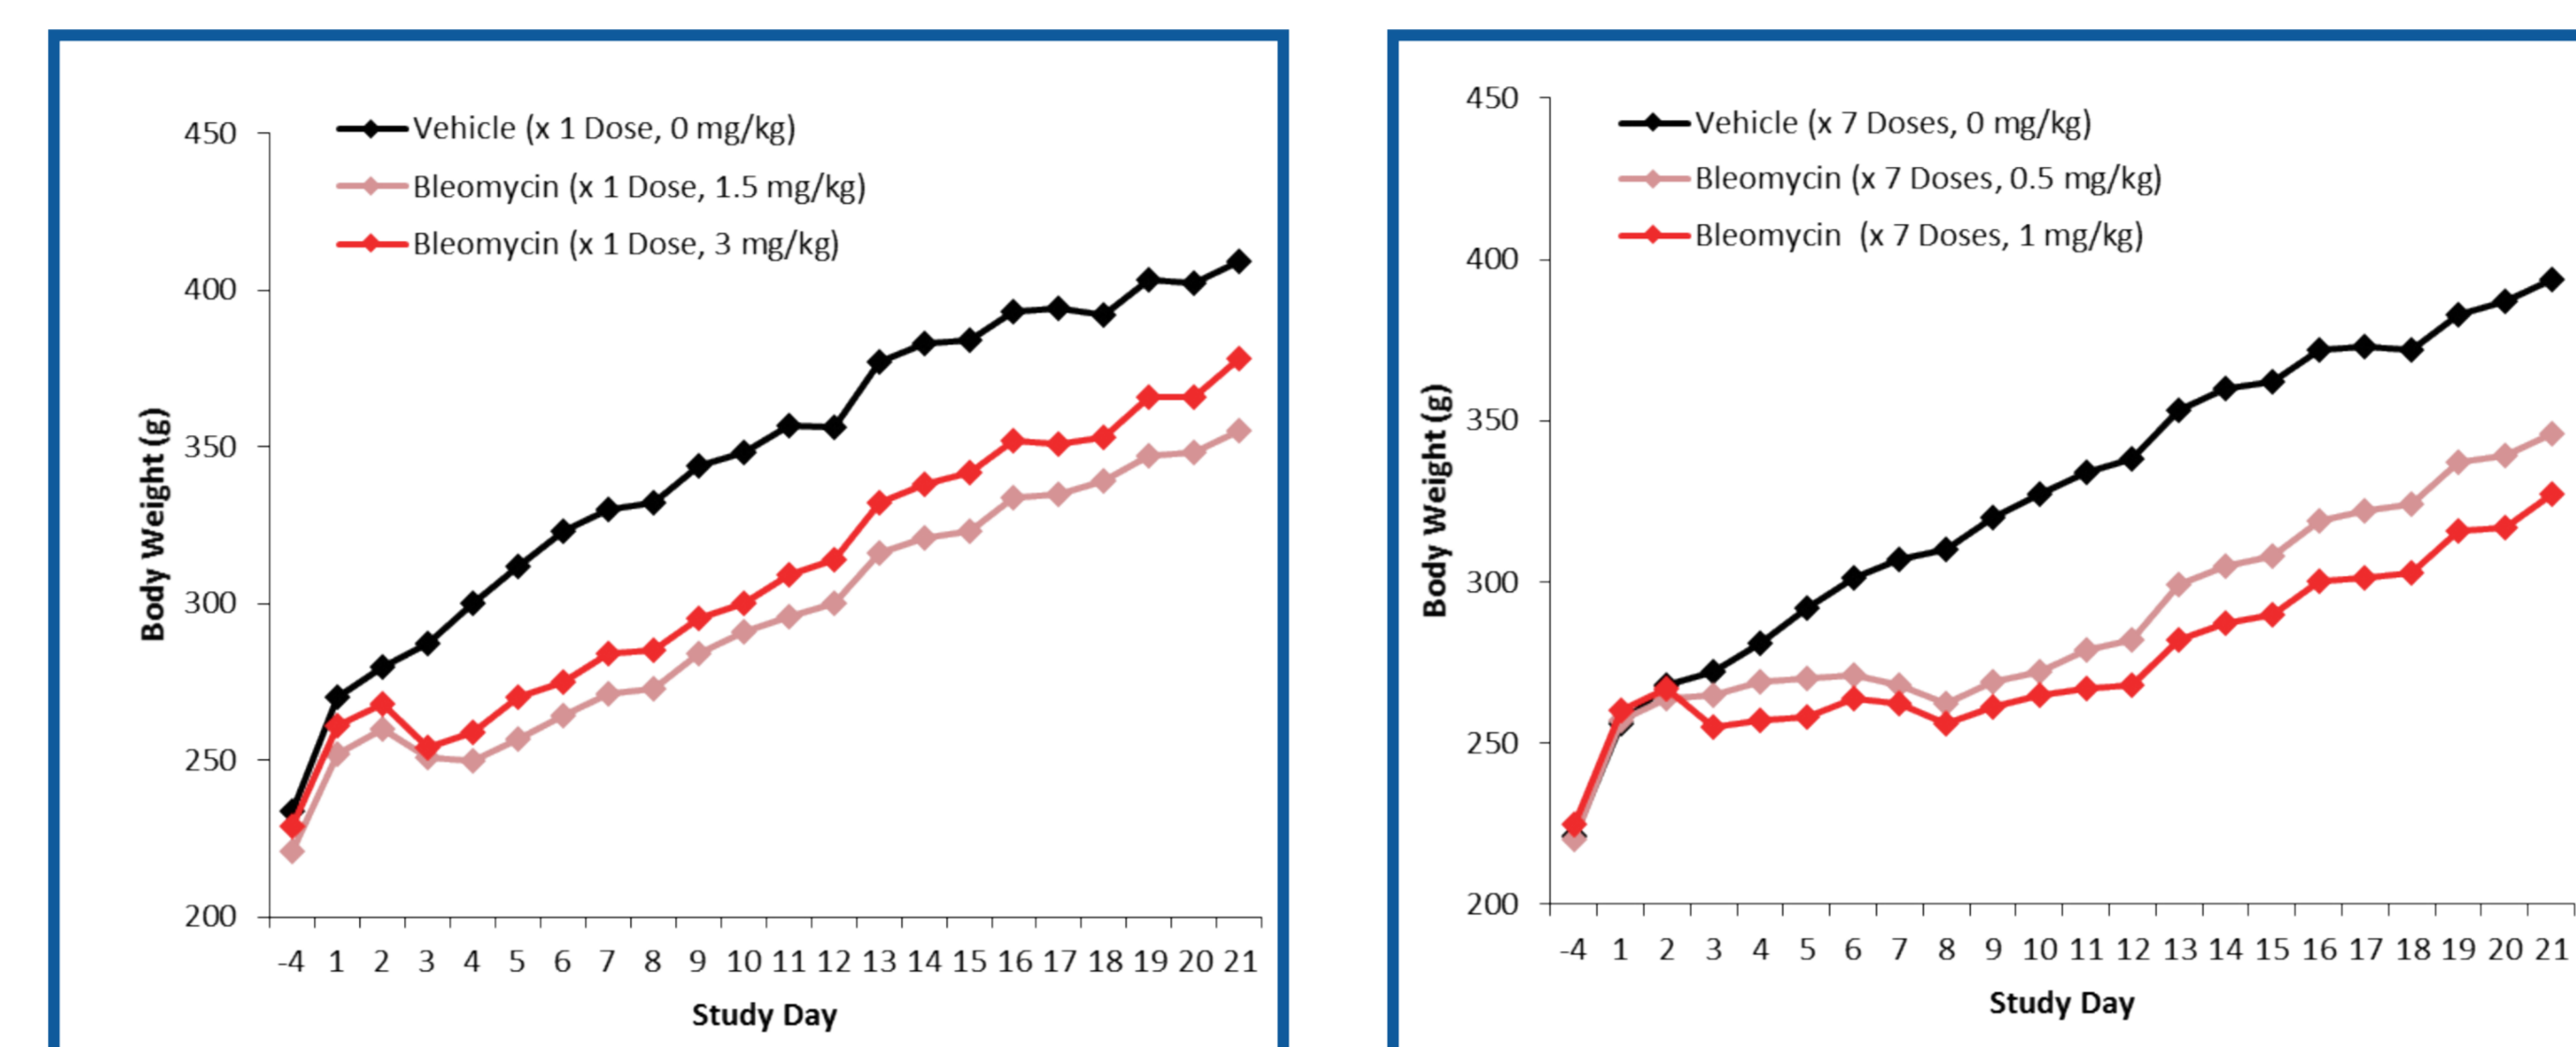 Vehicle (x 1 Dose, 0 mg/kg)
Bleomycin (x 1 Dose, 1.5 mg/kg)
Bleomycin (x 1 Dose, 3 mg/kg)
450
400
350
300
250
200
Body Weight (g)
-4 1 2 3 4 5 6 7 8 9 10 11 12 13 14 15 16 17 18 19 20 21
Study Day
Vehicle (x 7 Doses, 0 mg/kg)
Bleomycin (x 7 Doses, 0.5 mg/kg)
Bleomycin  (x 7 Doses, 1 mg/kg)
450
400
350
300
250
200
Body Weight (g)
-4 1 2 3 4 5 6 7 8 9 10 11 12 13 14 15 16 17 18 19 20 21
Study Day